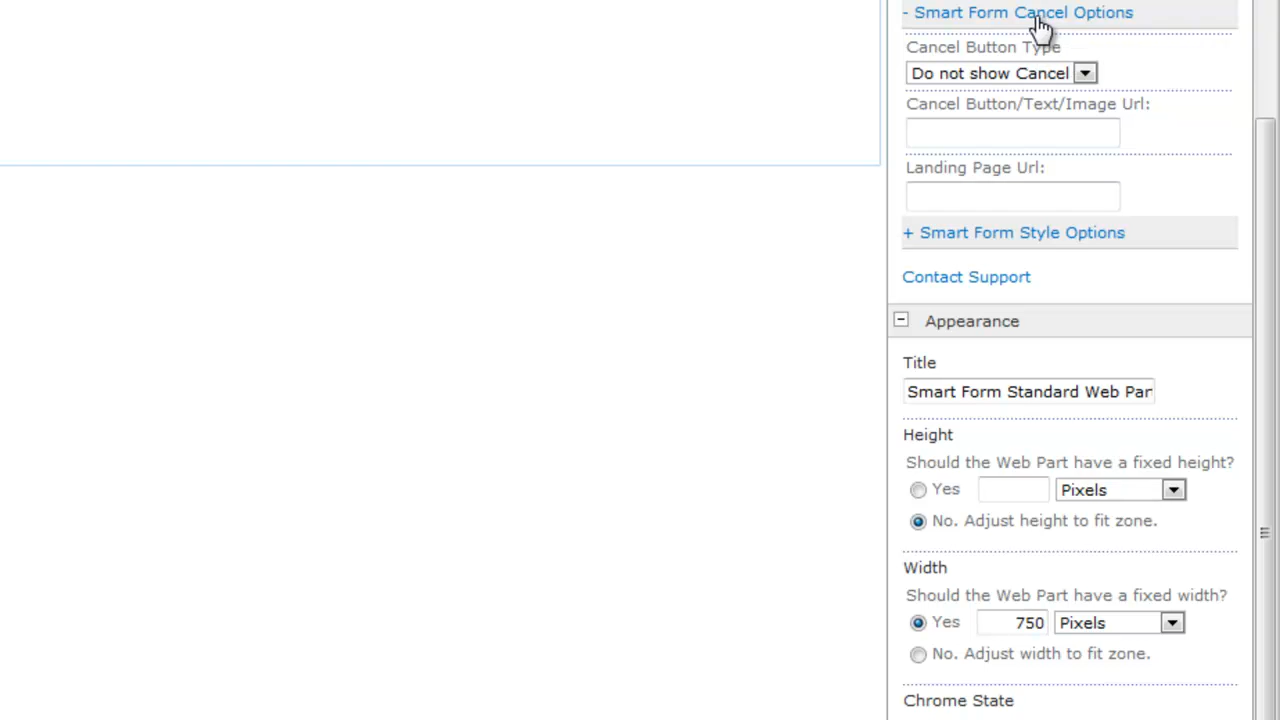 - Smart Form Cancel Options
Cancel Button Type
Do not show Cancel
Cancel Button/Text/Image Url:
Landing Page Url:
+ Smart Form Style Options
Contact Support
Appearance
Title
Smart Form Standard Web Par
Height
Should the Web Part have a fixed height?
Yes Pixels
No. Adjust height to fit zone.
Width
Should the Web Part have a fixed width?
Yes 750 Pixels
No. Adjust width to fit zone.
Chrome State